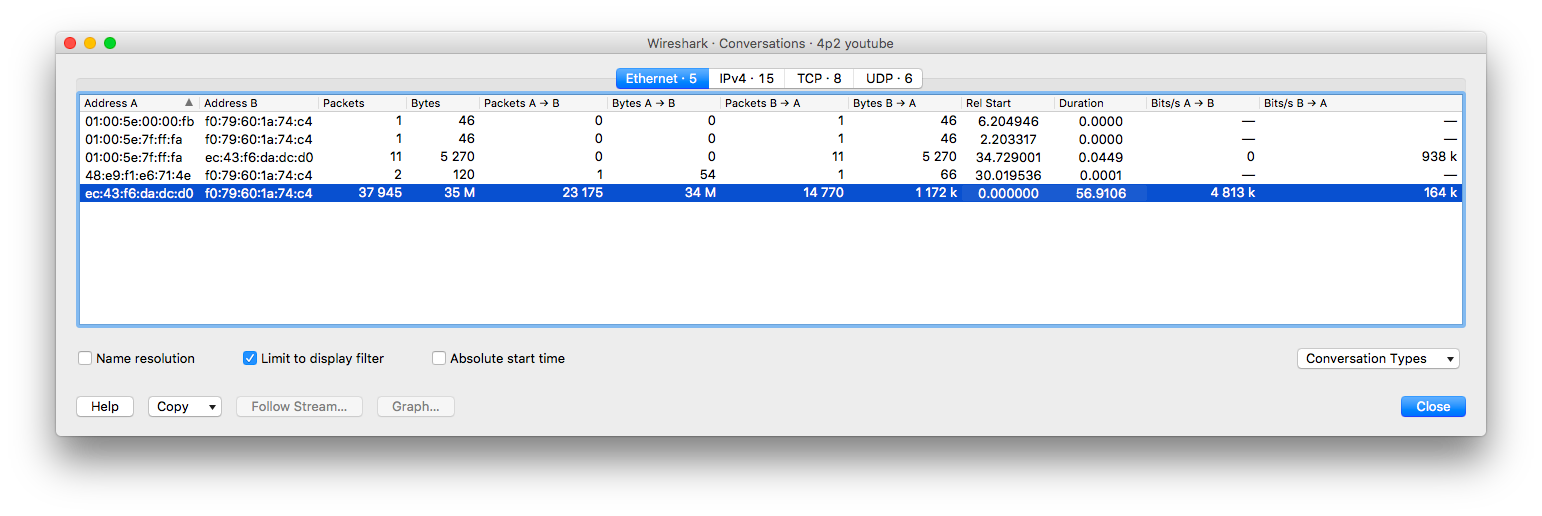 Wireshark · Conversations · 4p2 youtube
Ethernet · 5 IPv4 · 15 TCP · 8 UDP · 6
Address A Address B Packets Bytes Packets A → B Bytes A → B Packets B → A Bytes B → A Rel Start Duration Bits/s A → B Bits/s B → A
01:00:5e:00:00:fb f0:79:60:1a:74:c4 1 46 0 0 1 46 6.204946 0.0000 — —
01:00:5e:7f:ff:fa f0:79:60:1a:74:c4 1 46 0 0 1 46 2.203317 0.0000 — —
01:00:5e:7f:ff:fa ec:43:f6:da:dc:d0 11 5 270 0 0 11 5 270 34.729001 0.0449 0 938 k
48:e9:f1:e6:71:4e f0:79:60:1a:74:c4 2 120 1 54 1 66 30.019536 0.0001 — —
ec:43:f6:da:dc:d0 f0:79:60:1a:74:c4 37 945 35 M 23 175 34 M 14 770 1 172 k 0.000000 56.9106 4 813 k 164 k
Name resolution Limit to display filter Absolute start time Conversation Types
Help Copy Follow Stream... Graph... Close